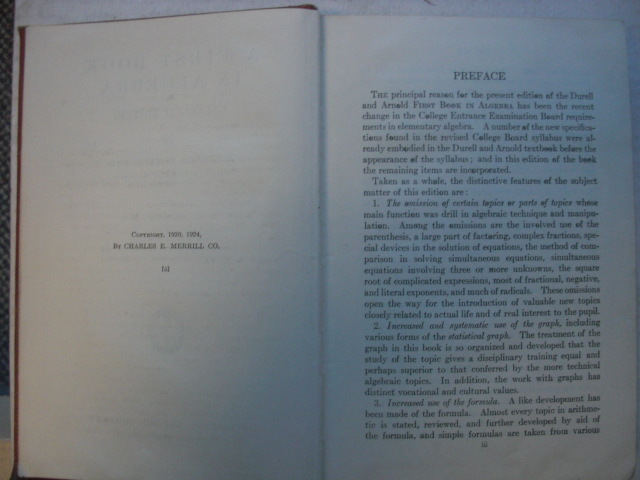 COPYRIGHT, 1920, 1924,
BY CHARLES E. MERRILL CO.
[5]
PREFACE
THE principal reason for the present edition of the Durell
and Arnold FIRST BOOK IN ALGEBRA has been the recent
change in the College Entrance Examination Board require-
ments in elementary algebra. A number of the new specifica-
tions found in the revised College Board syllabus were al-
ready embodied in the Durell and Arnold textbook before the
appearance of the syllabus; and in this edition of the book
the remaining items are incorporated.
Taken as a whole, the distinctive features of the subject
matter of this edition are:
1. The omission of certain topics or parts of topics whose
main function was drill in algebraic technique and manipu-
lation. Among the omissions are the involved use of the
parenthesis, a large part of factoring, complex fractions, spe-
cial devices in the solution of equations, the method of com-
parison in solving simultaneous equations, simultaneous
equations involving three or more unknowns, the square
root of complicated expressions, most of fractional, negative,
and literal exponents, and much of radicals. These omissions
open the way for the introduction of valuable new topics
closely related to actual life and of real interest to the pupil.
2. Increased and systematic use of the graph, including
various forms of the statistical graph. The treatment of the
graph in this book is so organized and developed that the
study of the topic gives a disciplinary training equal and
perhaps superior to that conferred by the more technical
algebraic topics. In addition, the work with graphs has
distinct vocational and cultural values.
3. Increased use of the formula. A like development has
been made of the formula. Almost every topic in arithme-
tic is stated, reviewed, and further developed by aid of
the formula, and simple formulas are taken from various
iii